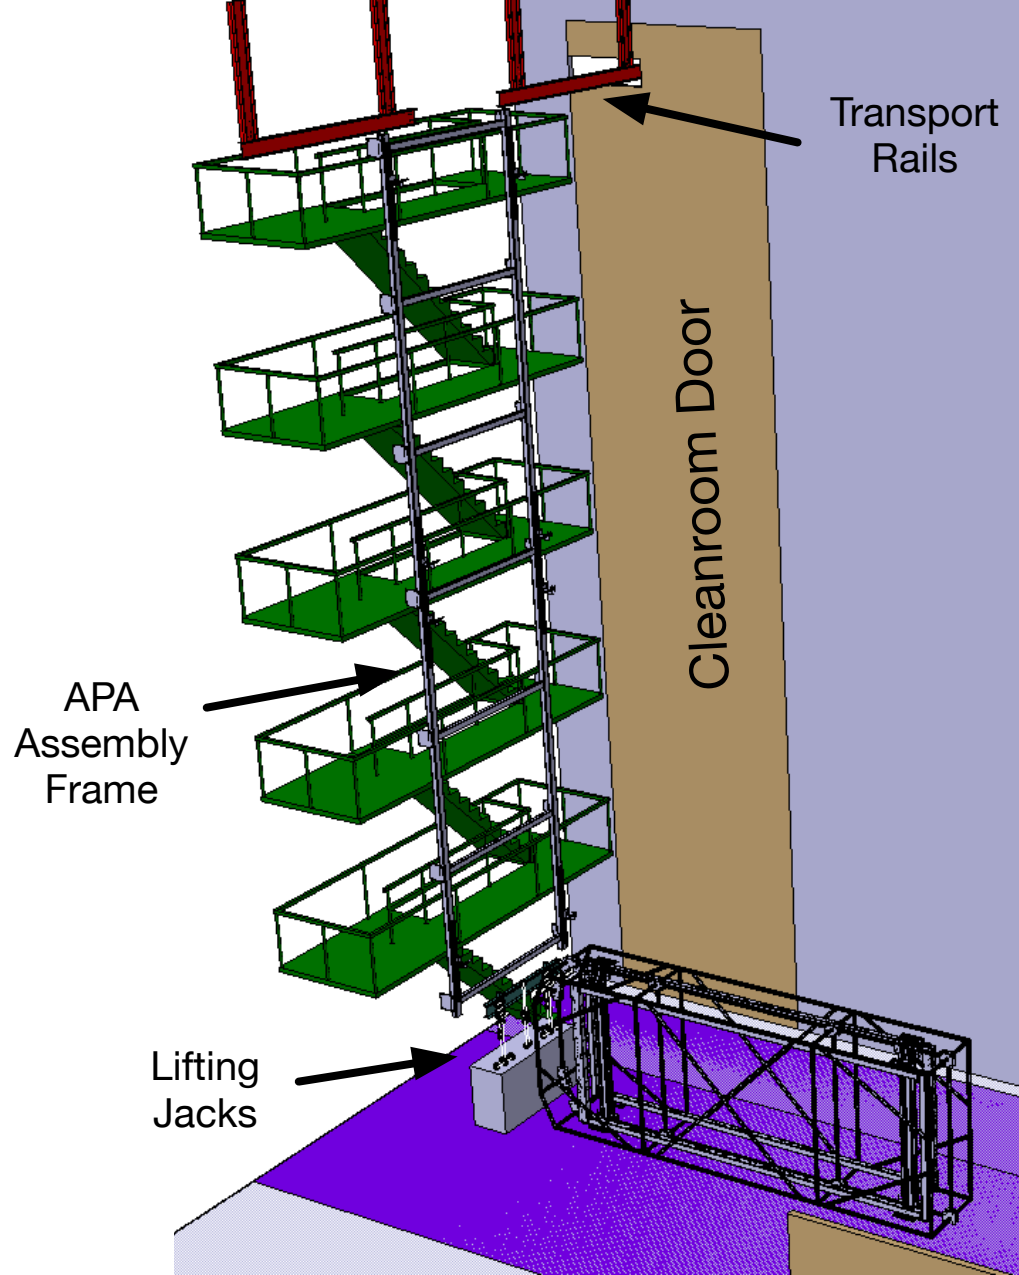 Transport
Rails
Cleanroom Door
APA
Assembly
Frame
Lifting
Jacks